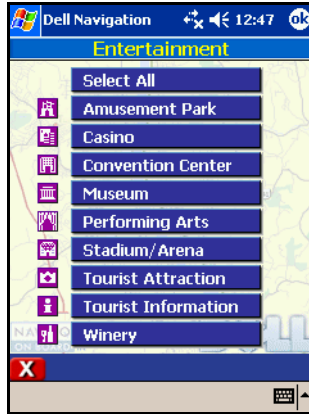 Dell Navigation 12:47 ok
Entertainment
Select All
Amusement Park
Casino
Convention Center
Museum
Performing Arts
Stadium/Arena
Tourist Attraction
Tourist Information
Winery
X